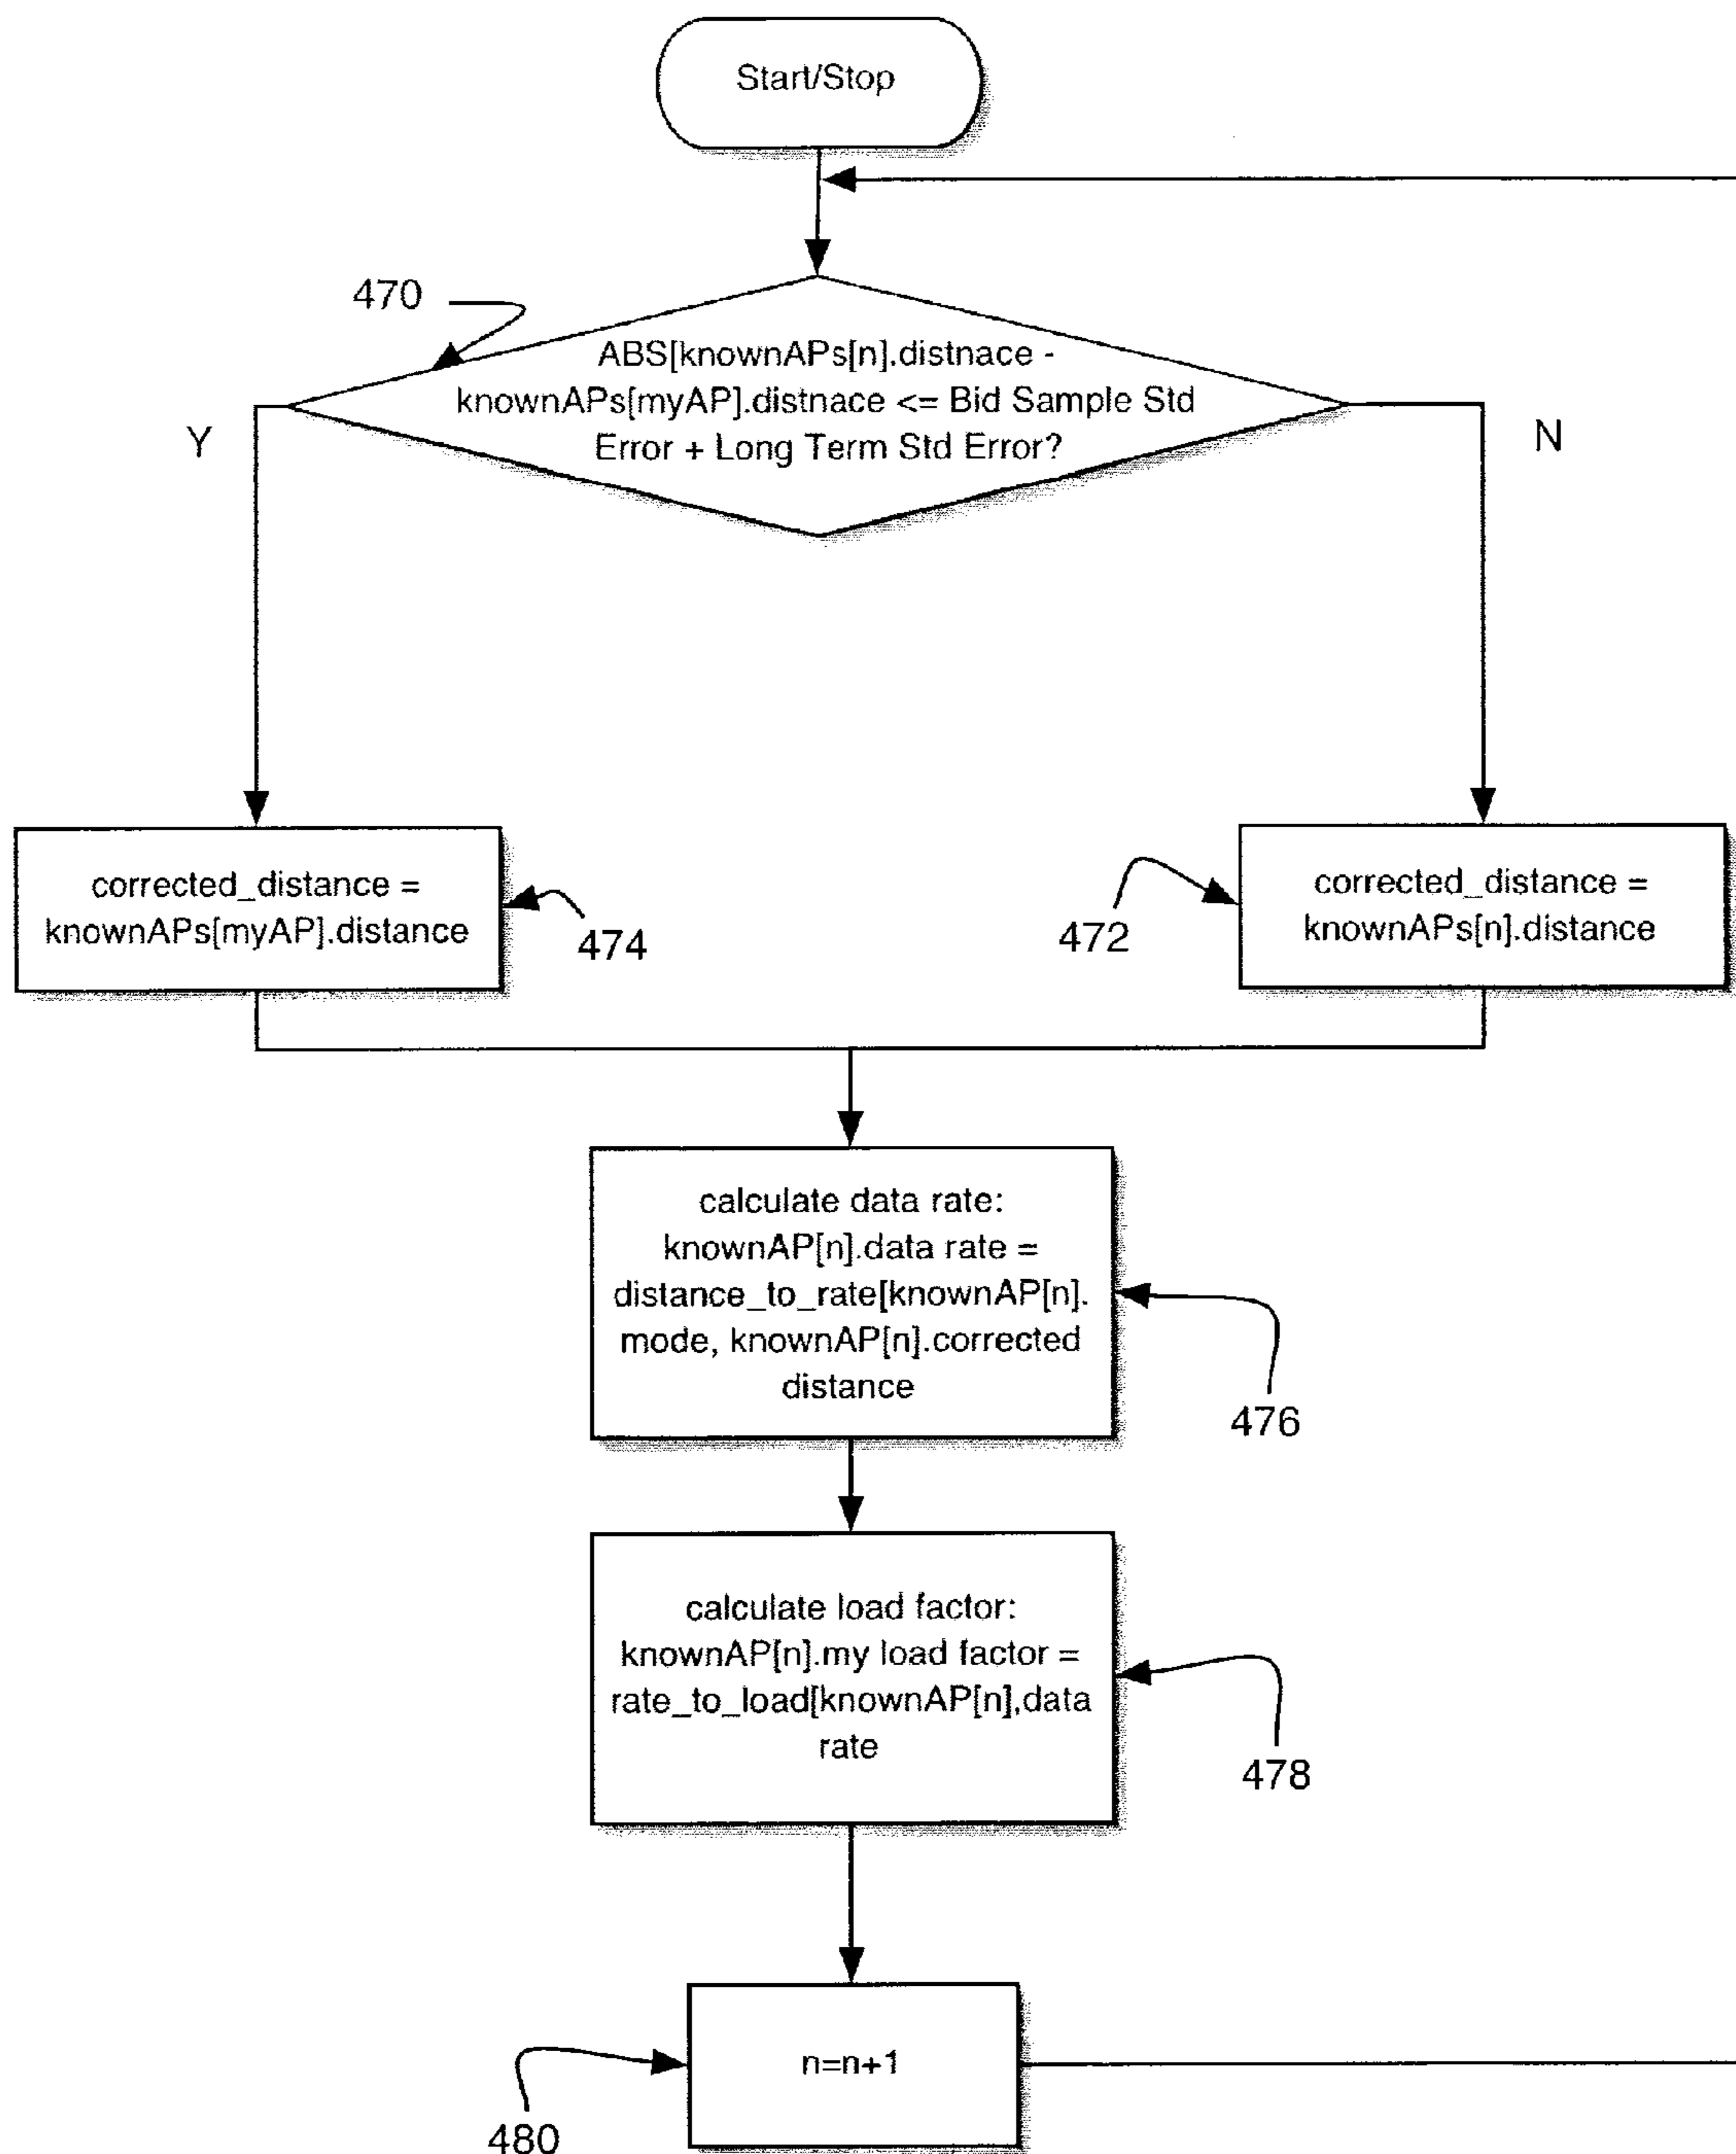 Start/Stop
470
ABS[knownAPs[n].distnace -
knownAPs[myAP].distnace <= Bid Sample Std
Error + Long Term Std Error?
Y
N
corrected_distance =
knownAPs[myAP].distance
474
472
corrected_distance =
knownAPs[n].distance
calculate data rate:
knownAP[n].data rate =
distance_to_rate[knownAP[n].
mode, knownAP[n].corrected
distance
476
calculate load factor:
knownAP[n].my load factor =
rate_to_load[knownAP[n],data
rate
478
n=n+1
480